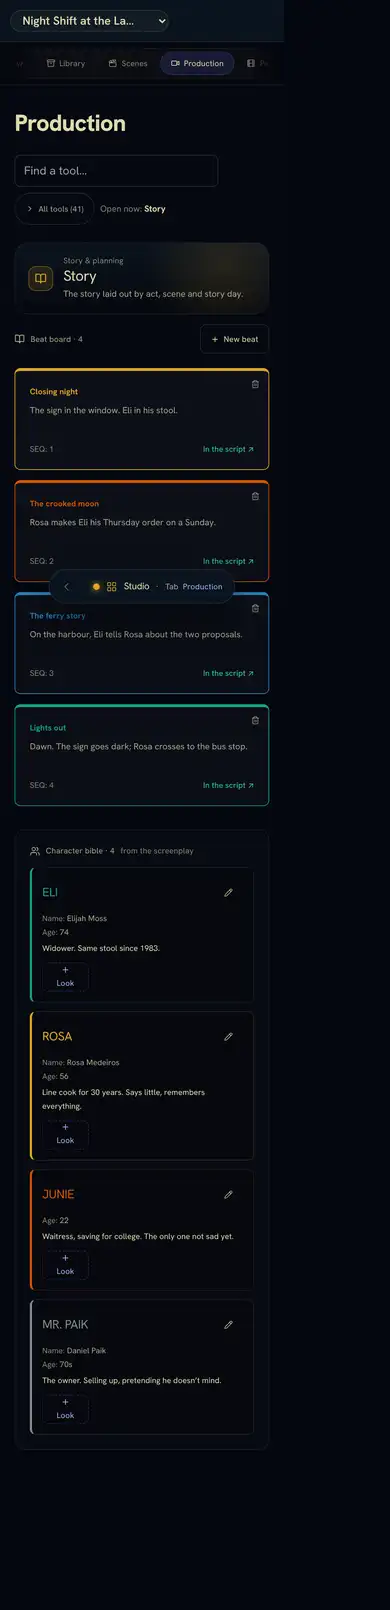 Night Shift at the La...
Library
Scenes
Production
Production
Find a tool...
All tools (41)
Open now: Story
Story & planning
Story
The story laid out by act, scene and story day.
Beat board · 4
+ New beat
Closing night
The sign in the window. Eli in his stool.
SEQ: 1
In the script ↗
The crooked moon
Rosa makes Eli his Thursday order on a Sunday.
SEQ: 2
In the script ↗
Studio · Tab Production
The ferry story
On the harbour, Eli tells Rosa about the two proposals.
SEQ: 3
In the script ↗
Lights out
Dawn. The sign goes dark; Rosa crosses to the bus stop.
SEQ: 4
In the script ↗
Character bible · 4 from the screenplay
ELI
Name: Elijah Moss
Age: 74
Widower. Same stool since 1983.
+
Look
ROSA
Name: Rosa Medeiros
Age: 56
Line cook for 30 years. Says little, remembers
everything.
+
Look
JUNIE
Age: 22
Waitress, saving for college. The only one not sad yet.
+
Look
MR. PAIK
Name: Daniel Paik
Age: 70s
The owner. Selling up, pretending he doesn't mind.
+
Look